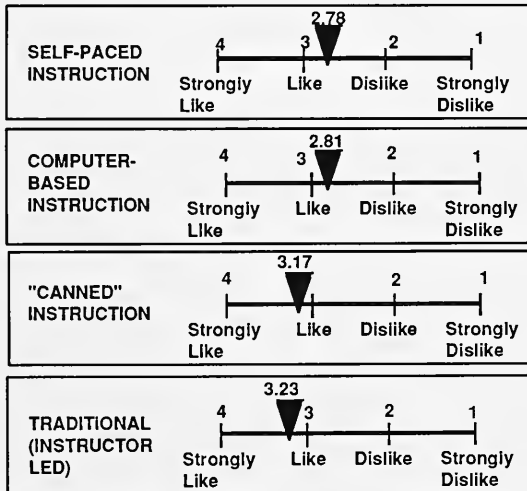 2.78
SELF-PACED
INSTRUCTION
4 3 2 1
Strongly Like Like Dislike Strongly Dislike
2.81
COMPUTER-
BASED
INSTRUCTION
4 3 2 1
Strongly Like Like Dislike Strongly Dislike
3.17
"CANNED"
INSTRUCTION
4 2 1
Strongly Like Like Dislike Strongly Dislike
3.23
TRADITIONAL
(INSTRUCTOR
LED)
4 3 2 1
Strongly Like Like Dislike Strongly Dislike